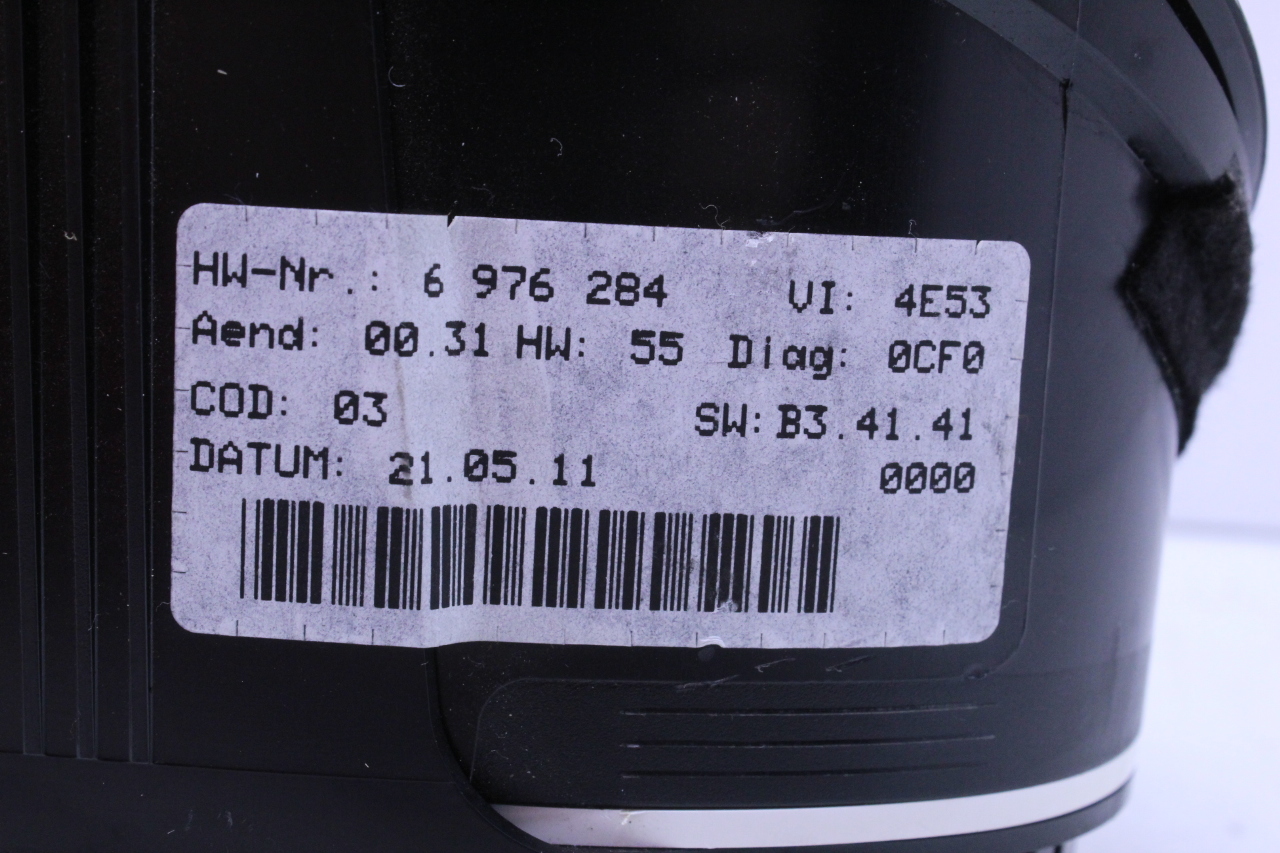 HW-Nr.: 6 976 284 VI: 4E53
Aend: 00.31 HW: 55 Diag: 0CF0
COD: 03 SW: B3.41.41
DATUM: 21.05.11 0000